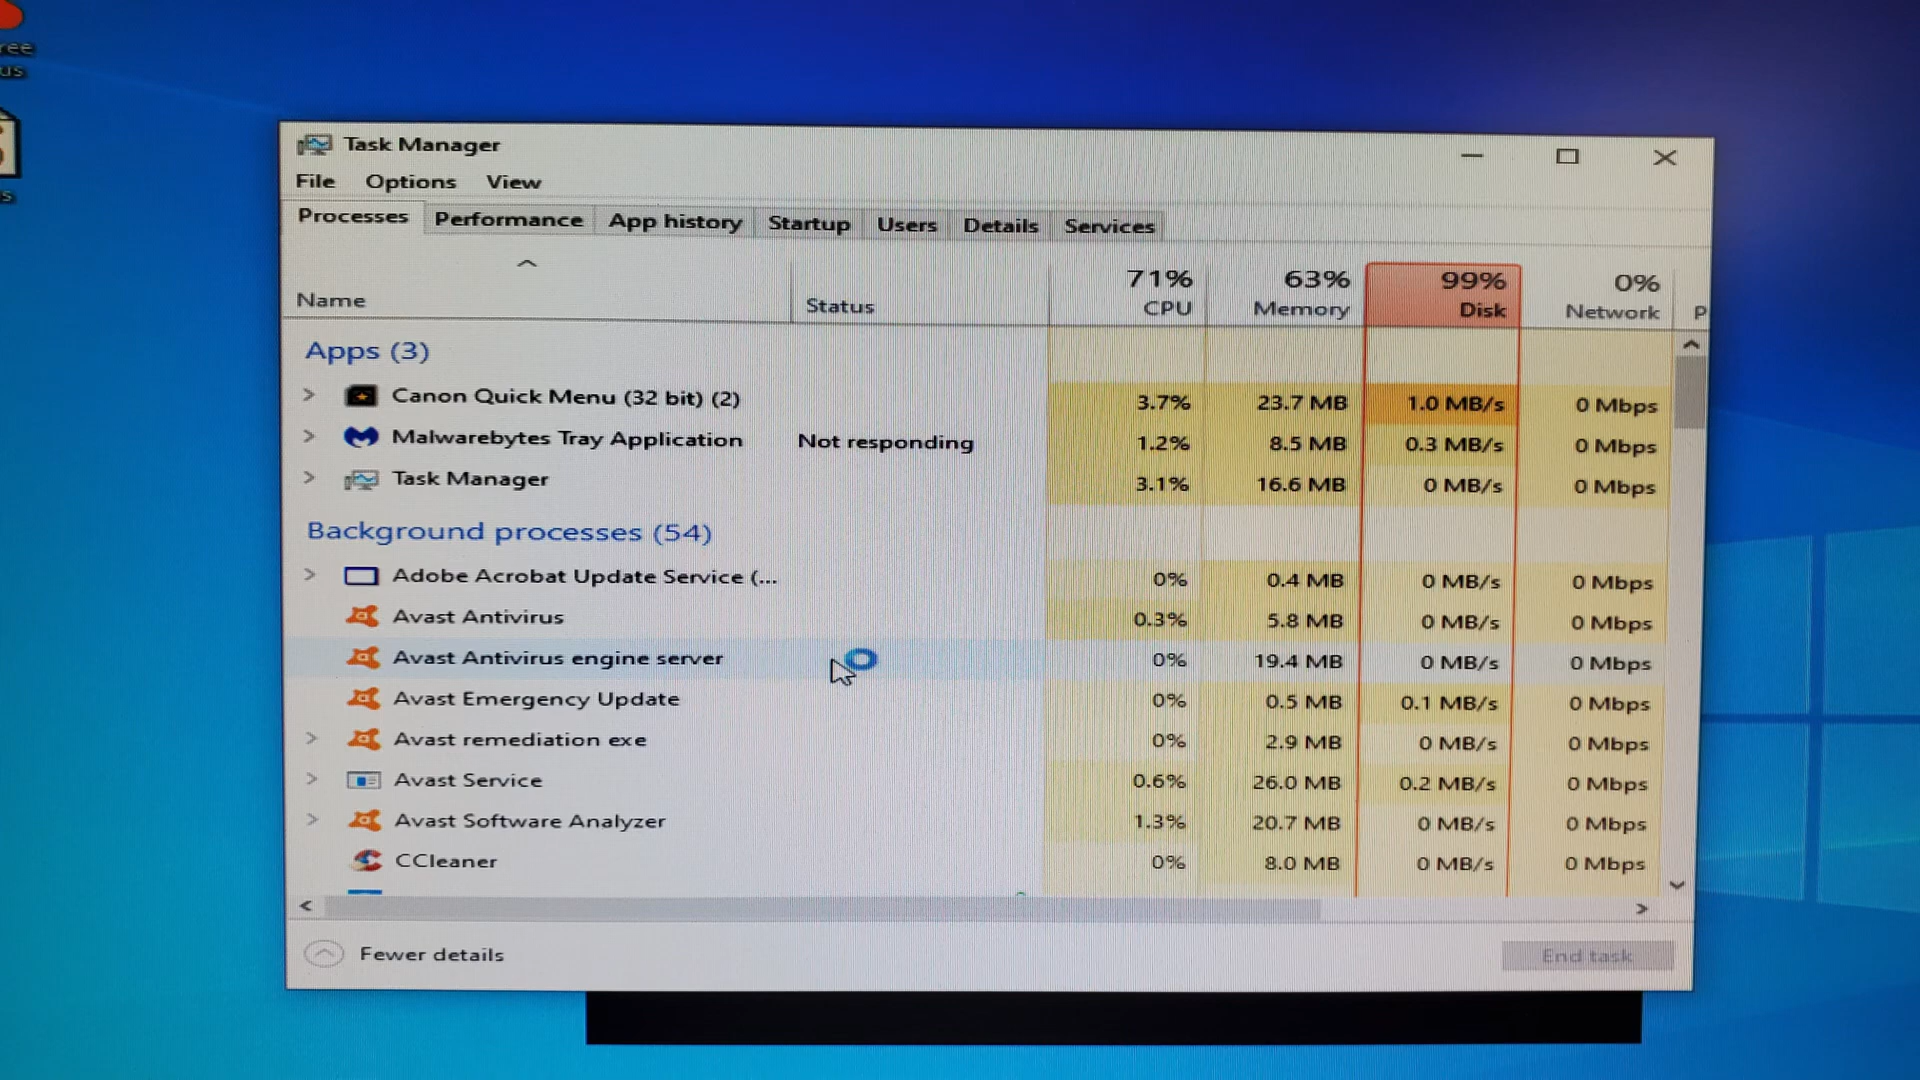 ree
us
s
Task Manager
File Options View
Processes Performance App history Startup Users Details Services
71% 63% 99% 0%
Name Status CPU Memory Disk Network P
Apps (3)
Canon Quick Menu (32 bit) (2) 3.7% 23.7 MB 1.0 MB/s 0 Mbps
Malwarebytes Tray Application Not responding 1.2% 8.5 MB 0.3 MB/s 0 Mbps
Task Manager 3.1% 16.6 MB 0 MB/s 0 Mbps
Background processes (54)
Adobe Acrobat Update Service (... 0% 0.4 MB 0 MB/s 0 Mbps
Avast Antivirus 0.3% 5.8 MB 0 MB/s 0 Mbps
Avast Antivirus engine server 0% 19.4 MB 0 MB/s 0 Mbps
Avast Emergency Update 0% 0.5 MB 0.1 MB/s 0 Mbps
Avast remediation exe 0% 2.9 MB 0 MB/s 0 Mbps
Avast Service 0.6% 26.0 MB 0.2 MB/s 0 Mbps
Avast Software Analyzer 1.3% 20.7 MB 0 MB/s 0 Mbps
CCleaner 0% 8.0 MB 0 MB/s 0 Mbps
Fewer details End task